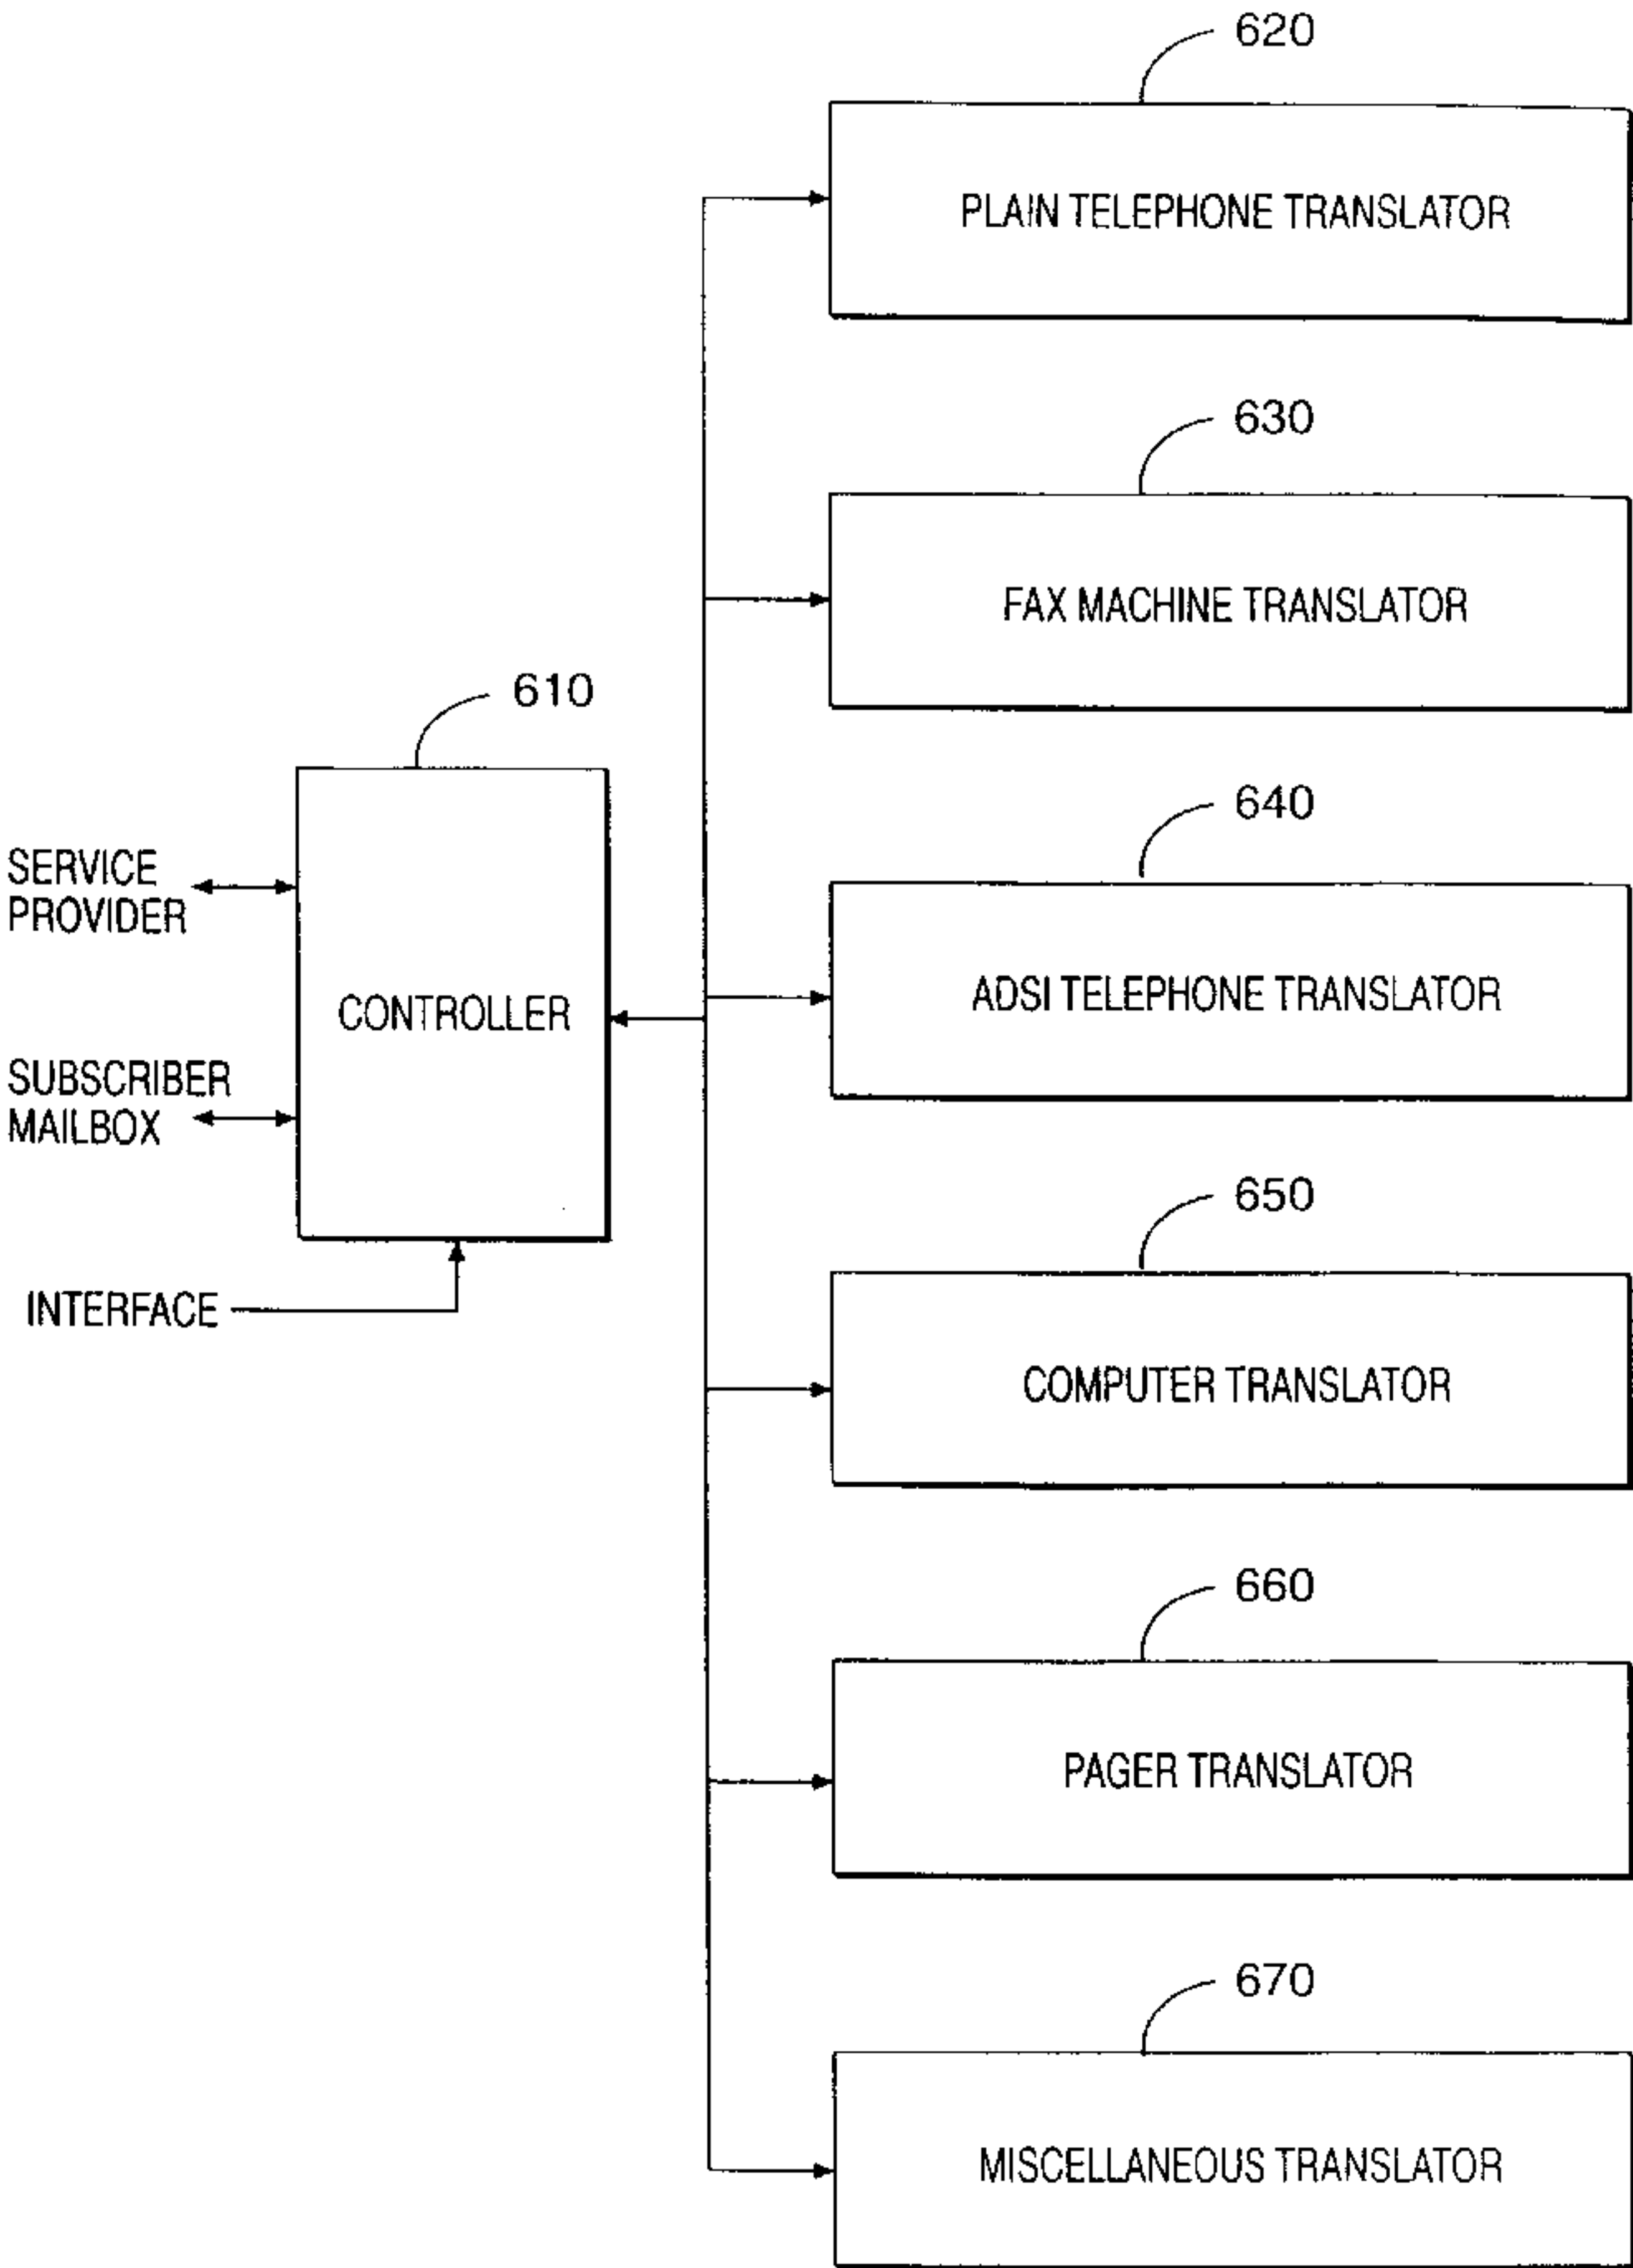 620
PLAIN TELEPHONE TRANSLATOR
630
FAX MACHINE TRANSLATOR
610
640
SERVICE
PROVIDER
CONTROLLER
ADSI TELEPHONE TRANSLATOR
SUBSCRIBER
MAILBOX
650
INTERFACE
COMPUTER TRANSLATOR
660
PAGER TRANSLATOR
670
MISCELLANEOUS TRANSLATOR